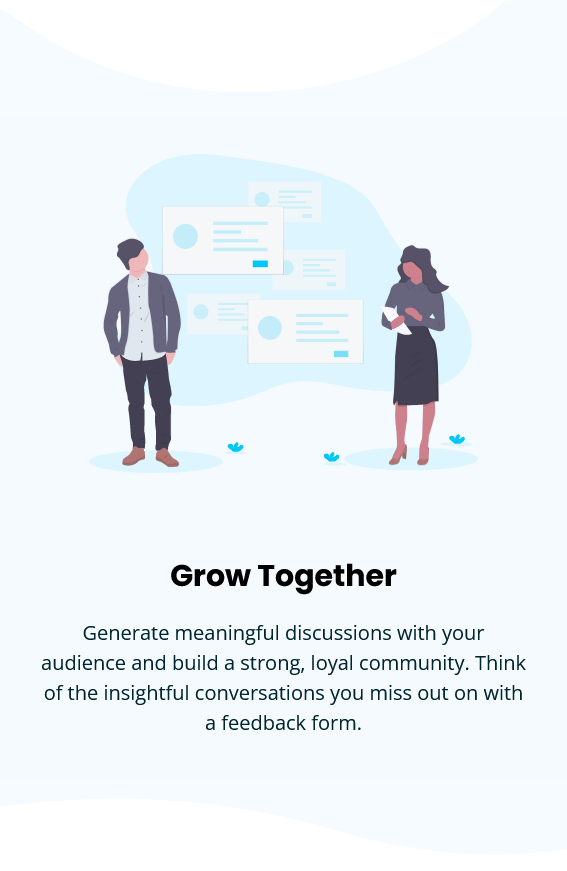 Grow Together
Generate meaningful discussions with your
audience and build a strong, loyal community. Think
of the insightful conversations you miss out on with
a feedback form.